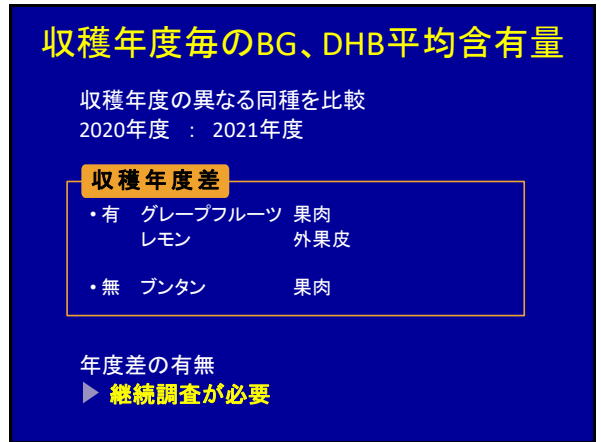 収穫年度毎のBG、DHB平均含有量
収穫年度の異なる同種を比較
2020年度 : 2021年度
収穫年度差
・有 グレープフルーツ 果肉
レモン 外果皮
・無 ブンタン 果肉
年度差の有無
▶ 継続調査が必要